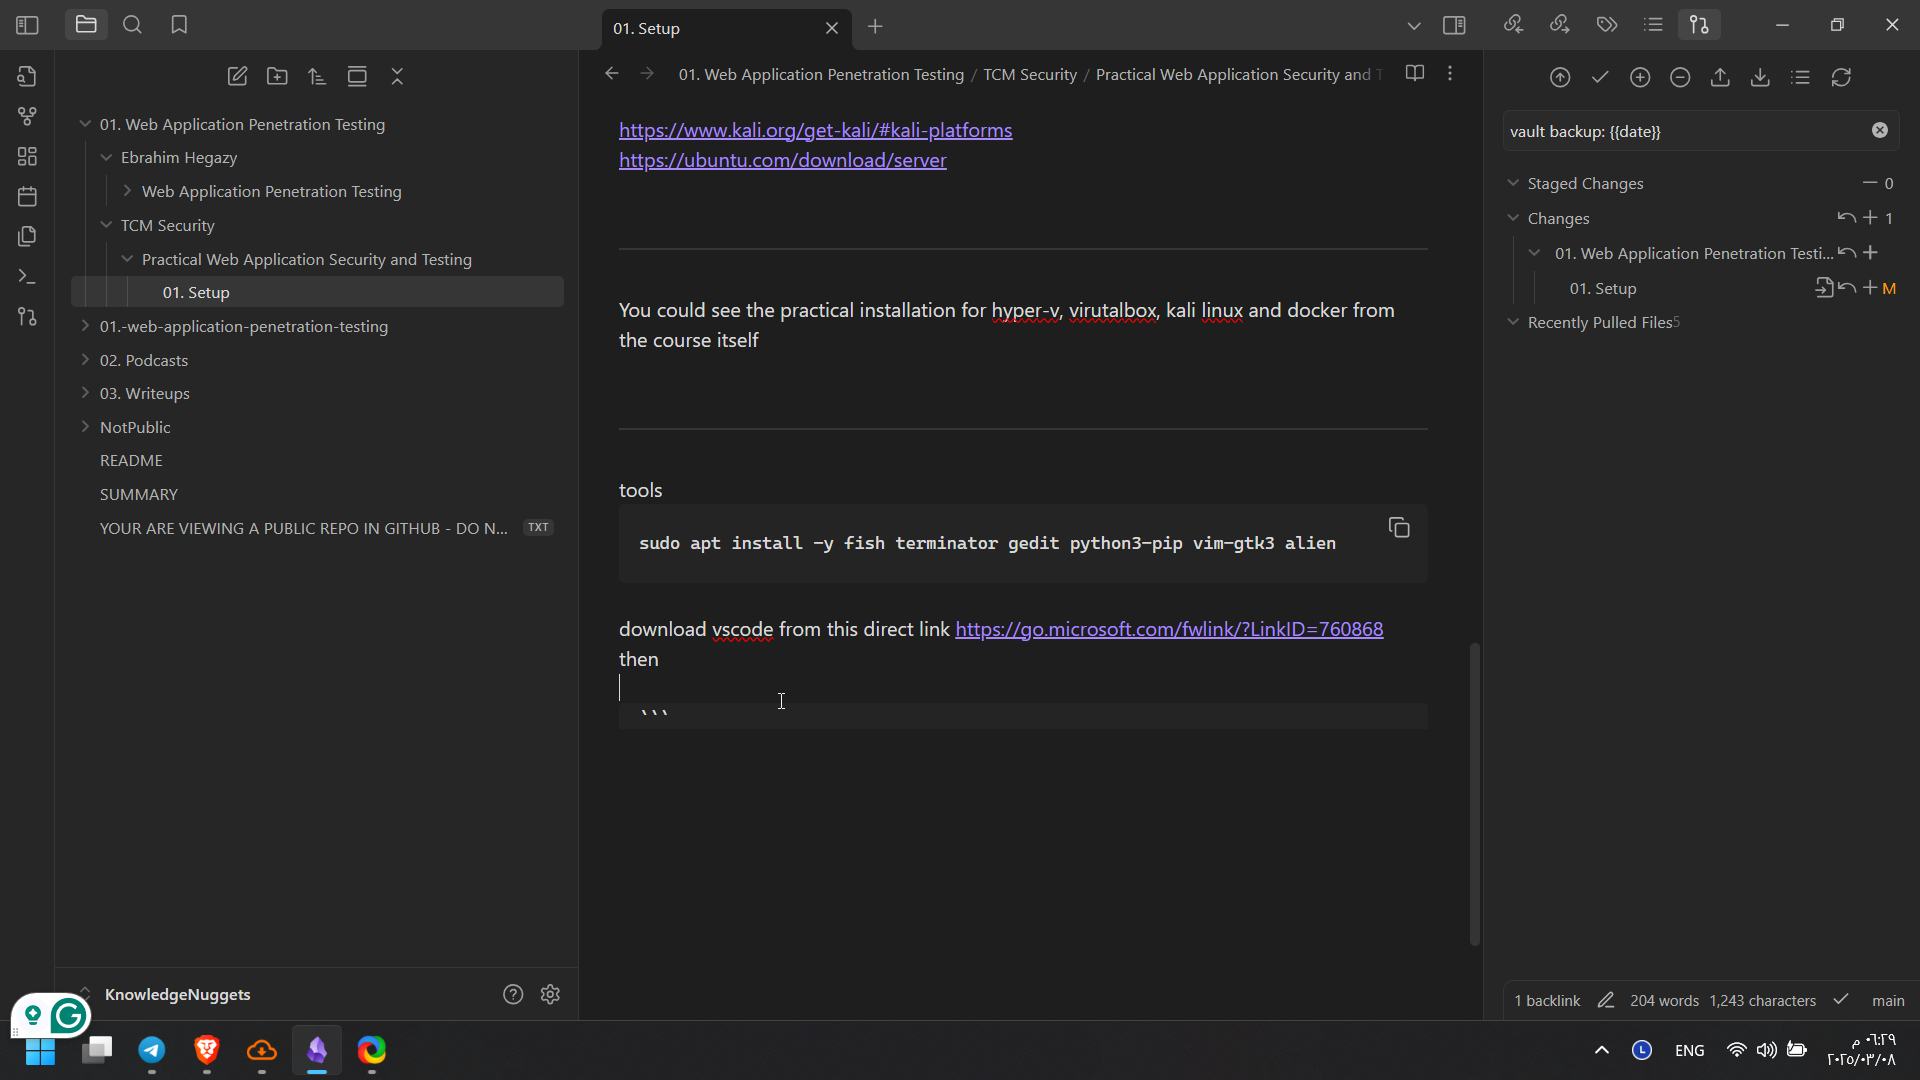 01. Setup
01. Web Application Penetration Testing / TCM Security / Practical Web Application Security and T
01. Web Application Penetration Testing
Ebrahim Hegazy
Web Application Penetration Testing
TCM Security
Practical Web Application Security and Testing
01. Setup
01.-web-application-penetration-testing
02. Podcasts
03. Writeups
NotPublic
README
SUMMARY
YOUR ARE VIEWING A PUBLIC REPO IN GITHUB - DO N... TXT
KnowledgeNuggets
https://www.kali.org/get-kali/#kali-platforms
https://ubuntu.com/download/server
You could see the practical installation for hyper-v, virutalbox, kali linux and docker from
the course itself
tools
sudo apt install -y fish terminator gedit python3-pip vim-gtk3 alien
download vscode from this direct link https://go.microsoft.com/fwlink/?LinkID=760868
then
```
vault backup: {{date}}
Staged Changes 0
Changes 1
01. Web Application Penetration Testi...
01. Setup M
Recently Pulled Files 5
1 backlink 204 words 1,243 characters main
L ENG ٠٦:٢٩ م
٢٠٢٥/٠٣/٠٨